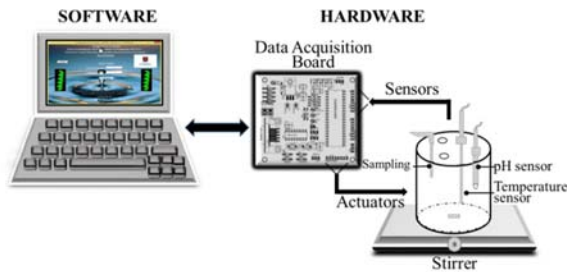 SOFTWARE
HARDWARE
Data Acquisition
Board
Sensors
Sampling
pH sensor
Temperature
sensor
Actuators
Stirrer